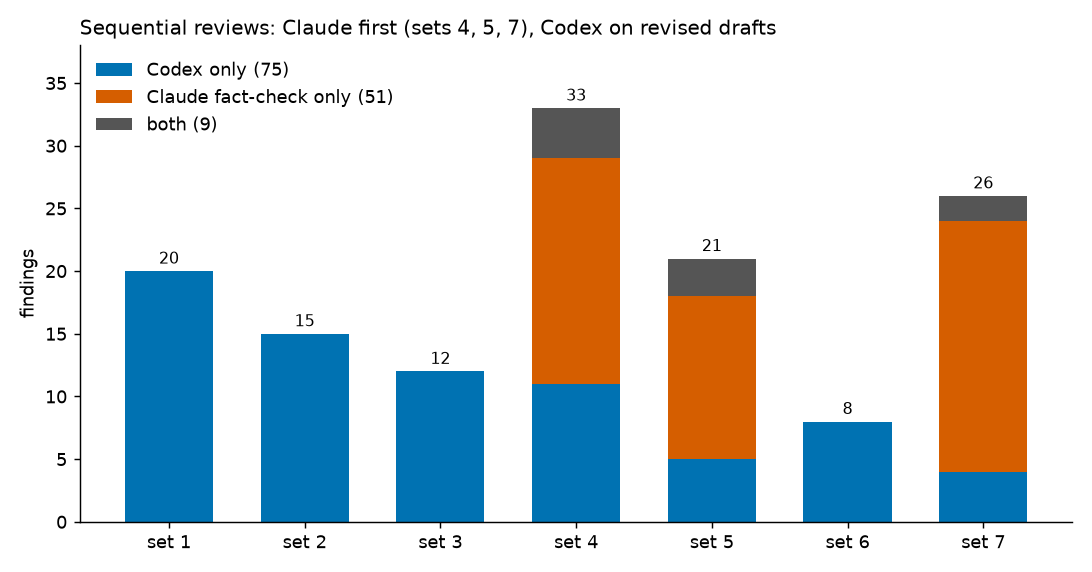 Sequential reviews: Claude first (sets 4, 5, 7), Codex on revised drafts
Codex only (75)
Claude fact-check only (51)
both (9)
findings
35
30
25
20
15
10
5
0
20
15
12
33
21
8
26
set 1
set 2
set 3
set 4
set 5
set 6
set 7